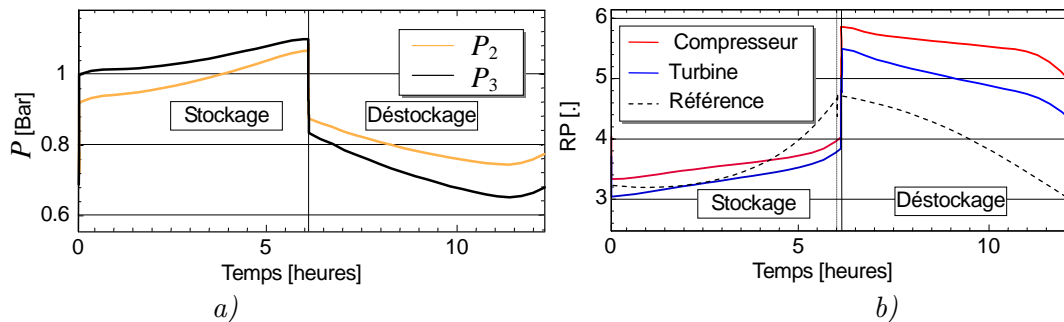 P [Bar]
1
0.8
0.6
P2
P3
Stockage
Déstockage
0
5
10
Temps [heures]
a)
RP [.]
6
5
4
3
Compresseur
Turbine
Référence
Stockage
Déstockage
0
5
10
Temps [heures]
b)